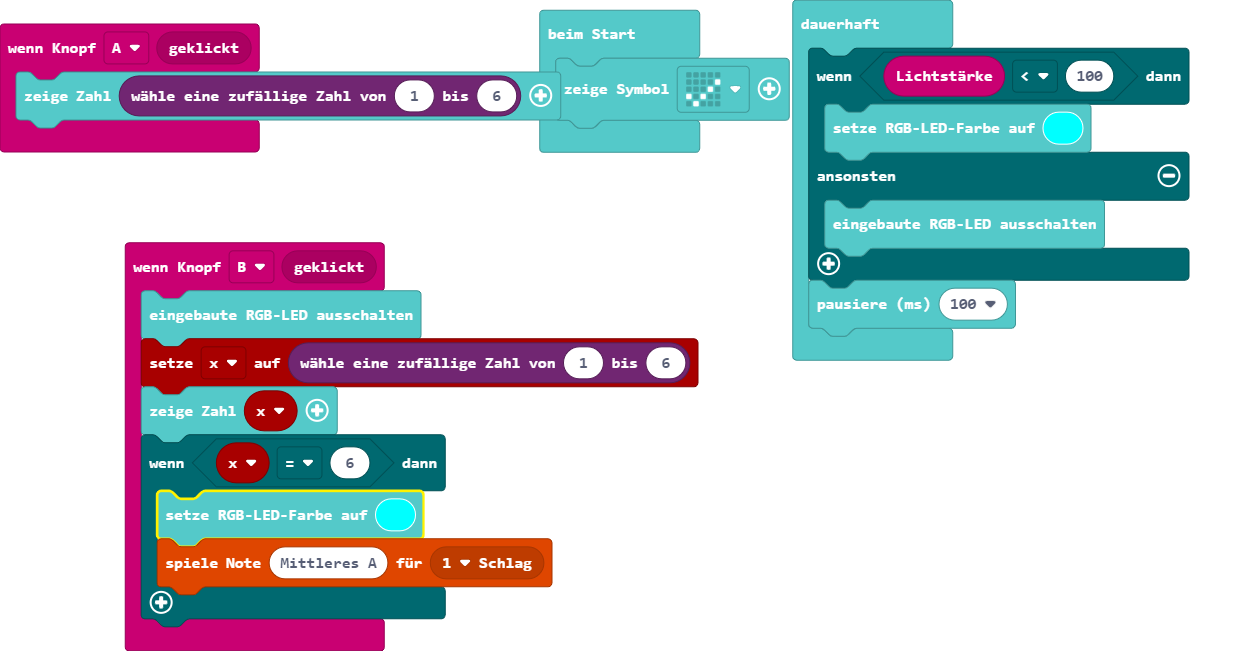 wenn Knopf A geklickt
zeige Zahl wähle eine zufällige Zahl von 1 bis 6
beim Start
zeige Symbol
dauerhaft
wenn Lichtstärke < 100 dann
setze RGB-LED-Farbe auf
ansonsten
eingebaute RGB-LED ausschalten
pausiere (ms) 100
wenn Knopf B geklickt
eingebaute RGB-LED ausschalten
setze x auf wähle eine zufällige Zahl von 1 bis 6
zeige Zahl x
wenn x = 6 dann
setze RGB-LED-Farbe auf
spiele Note Mittleres A für 1 Schlag